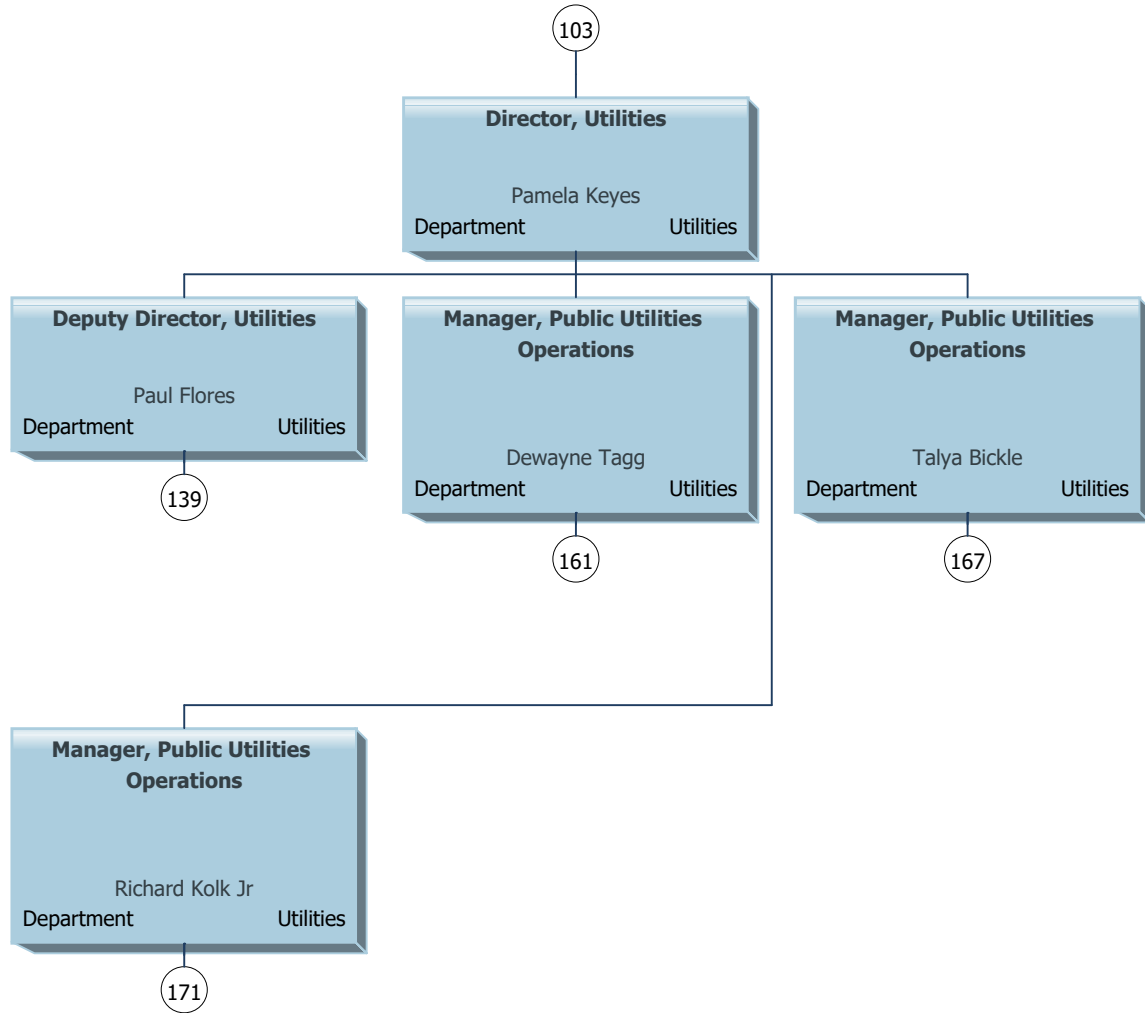 103
Director, Utilities
Pamela Keyes
Department Utilities
Deputy Director, Utilities
Paul Flores
Department Utilities
139
Manager, Public Utilities
Operations
Dewayne Tagg
Department Utilities
161
Manager, Public Utilities
Operations
Talya Bickle
Department Utilities
167
Manager, Public Utilities
Operations
Richard Kolk Jr
Department Utilities
171